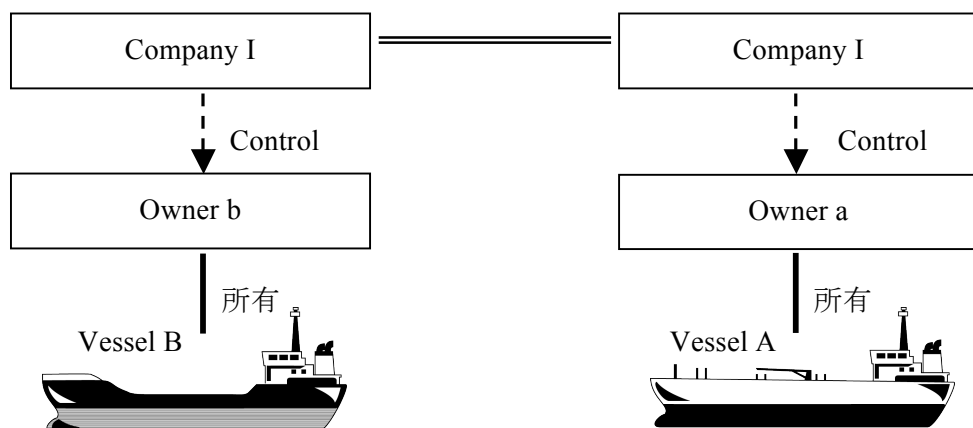 Company I
Company I
Control
Control
Owner b
Owner a
所有
所有
Vessel B
Vessel A